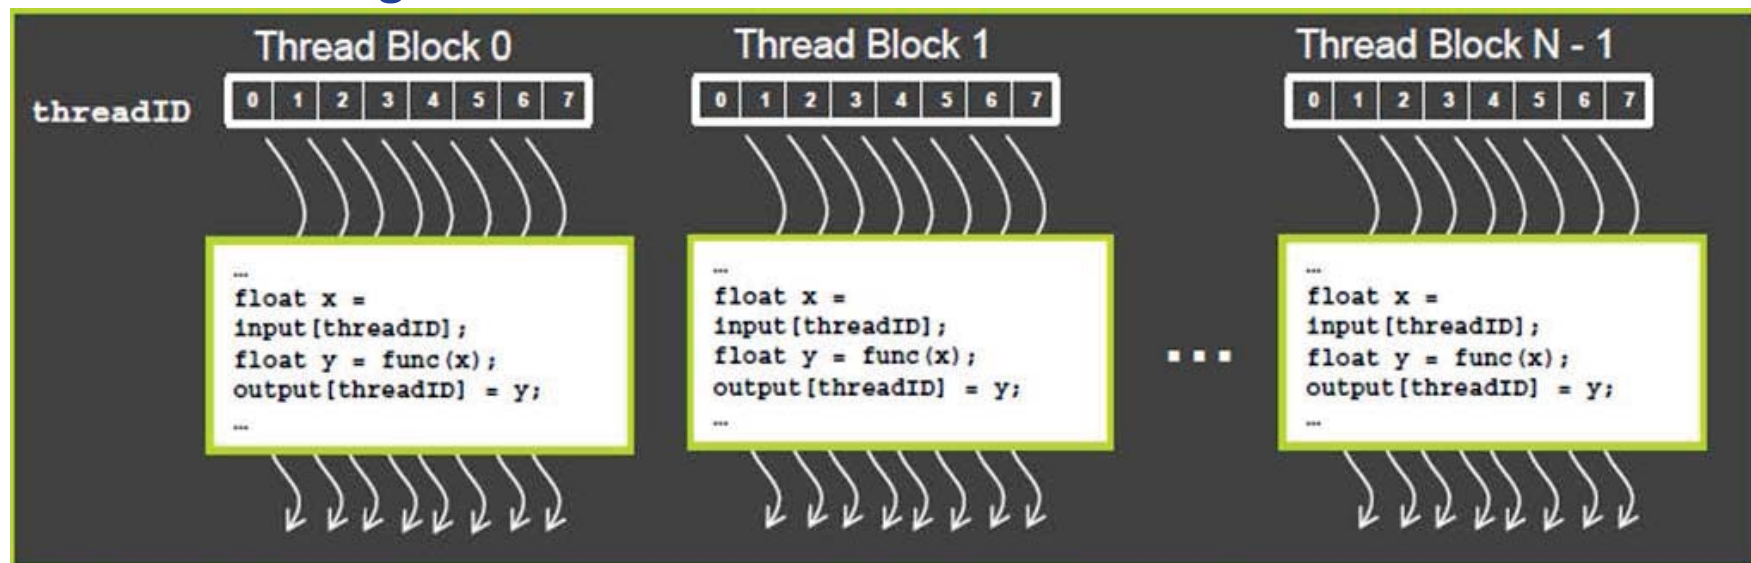 Thread Block 0
Thread Block 1
Thread Block N - 1
threadID
0 1 2 3 4 5 6 7
0 1 2 3 4 5 6 7
0 1 2 3 4 5 6 7
…
float x =
input[threadID];
float y = func(x);
output[threadID] = y;
…
…
float x =
input[threadID];
float y = func(x);
output[threadID] = y;
…
...
…
float x =
input[threadID];
float y = func(x);
output[threadID] = y;
…